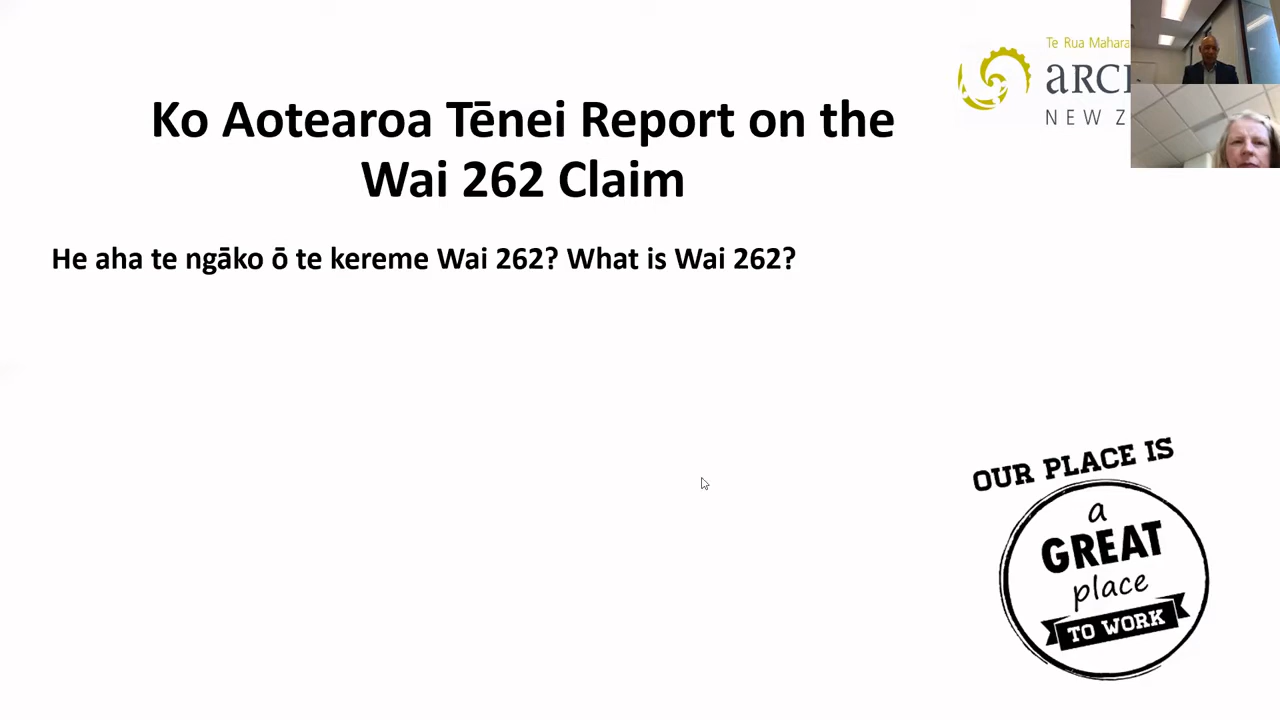 Ko Aotearoa Tēnei Report on the
Wai 262 Claim
He aha te ngāko ō te kereme Wai 262? What is Wai 262?
Te Rua Mahara
ARC
NEW Z
OUR PLACE IS
a
GREAT
place
TO WORK